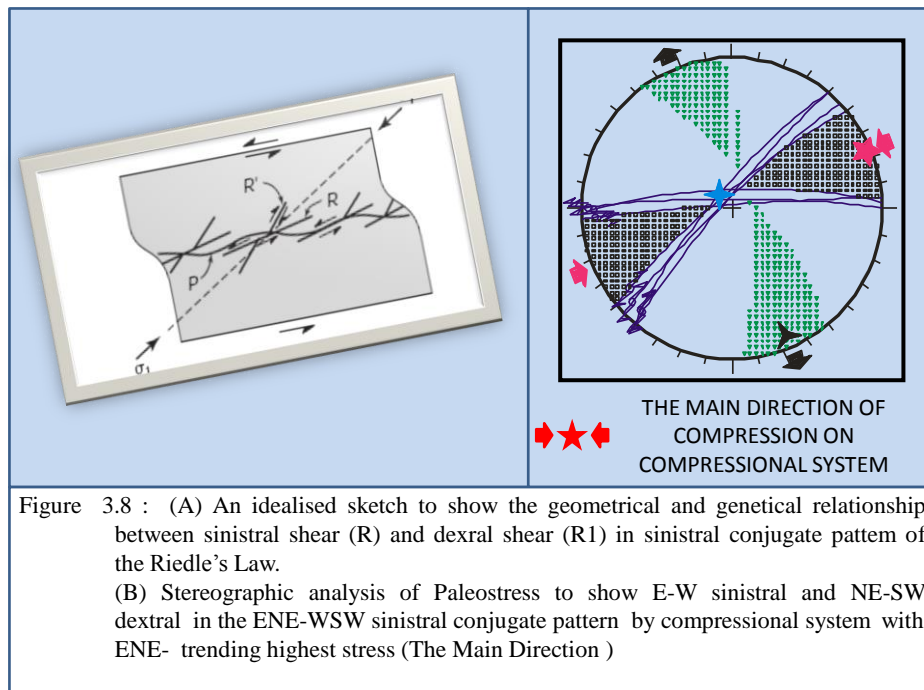 R'
R
P
σ1
THE MAIN DIRECTION OF
COMPRESSION ON
COMPRESSIONAL SYSTEM
Figure 3.8 : (A) An idealised sketch to show the geometrical and genetical relationship
between sinistral shear (R) and dexral shear (R1) in sinistral conjugate pattem of
the Riedle's Law.
(B) Stereographic analysis of Paleostress to show E-W sinistral and NE-SW
dextral in the ENE-WSW sinistral conjugate pattern by compressional system with
ENE- trending highest stress (The Main Direction )